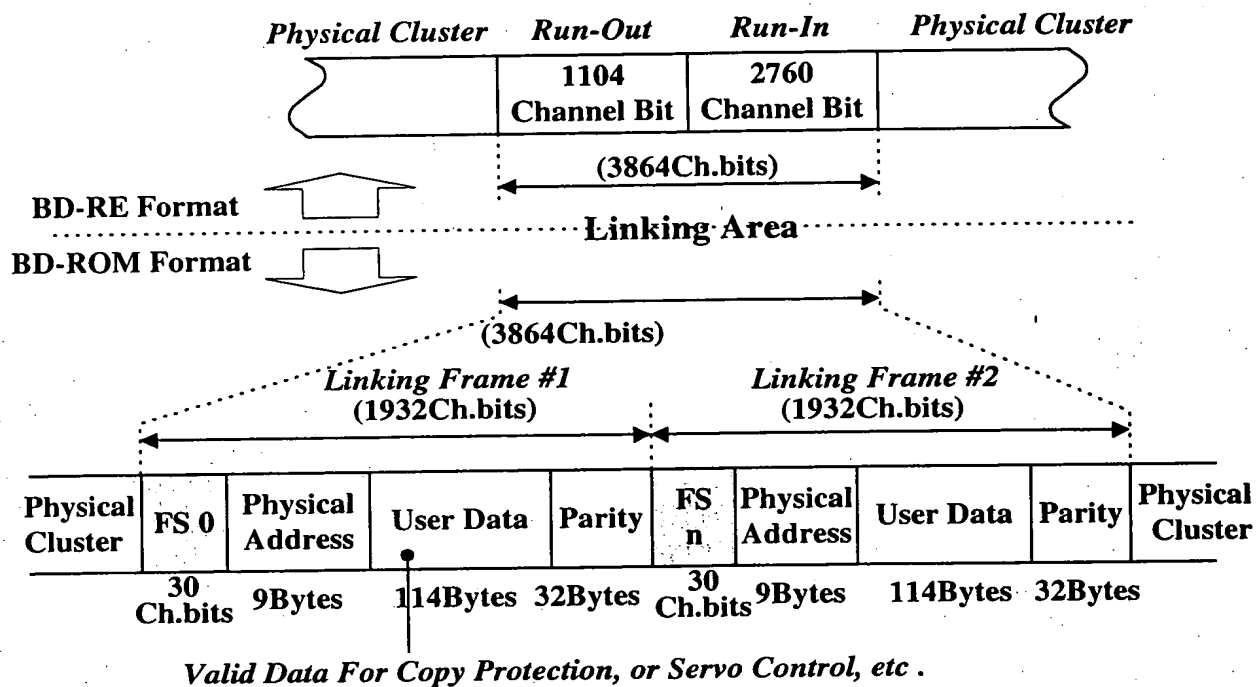 Physical Cluster Run-Out Run-In Physical Cluster
1104 Channel Bit
2760 Channel Bit
(3864Ch.bits)
BD-RE Format
Linking Area
BD-ROM Format
(3864Ch.bits)
Linking Frame #1
(1932Ch.bits)
Linking Frame #2
(1932Ch.bits)
Physical Cluster
FS 0
Physical Address
User Data
Parity
FS n
Physical Address
User Data
Parity
Physical Cluster
30 Ch.bits
9Bytes
114Bytes
32Bytes
30 Ch.bits
9Bytes
114Bytes
32Bytes
Valid Data For Copy Protection, or Servo Control, etc .